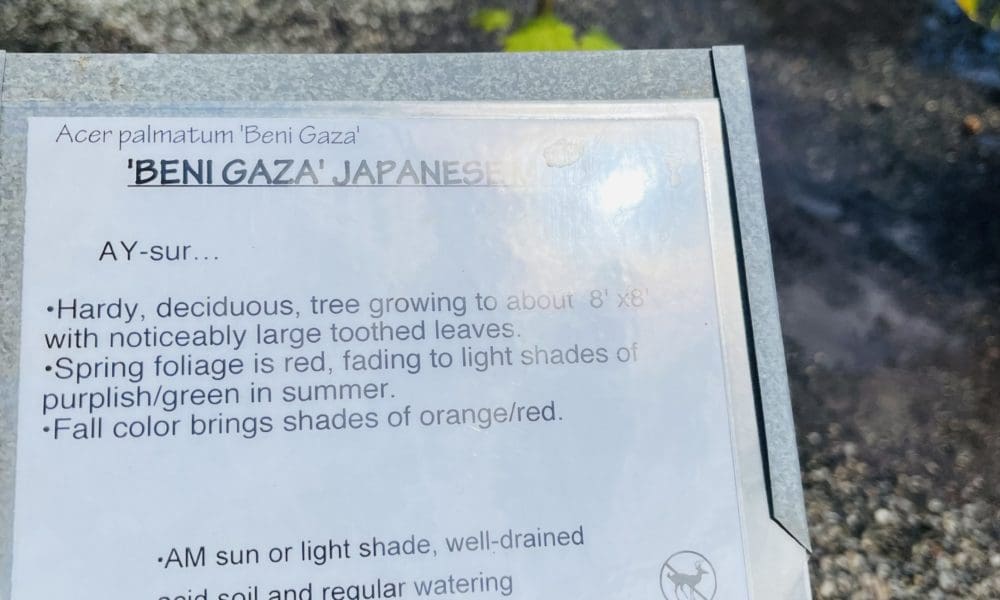 Acer palmatum 'Beni Gaza'
'BENI GAZA' JAPANESE
AY-sur...
•Hardy, deciduous, tree growing to about 8' x8'
with noticeably large toothed leaves.
•Spring foliage is red, fading to light shades of
purplish/green in summer.
•Fall color brings shades of orange/red.
•AM sun or light shade, well-drained
acid soil and regular watering